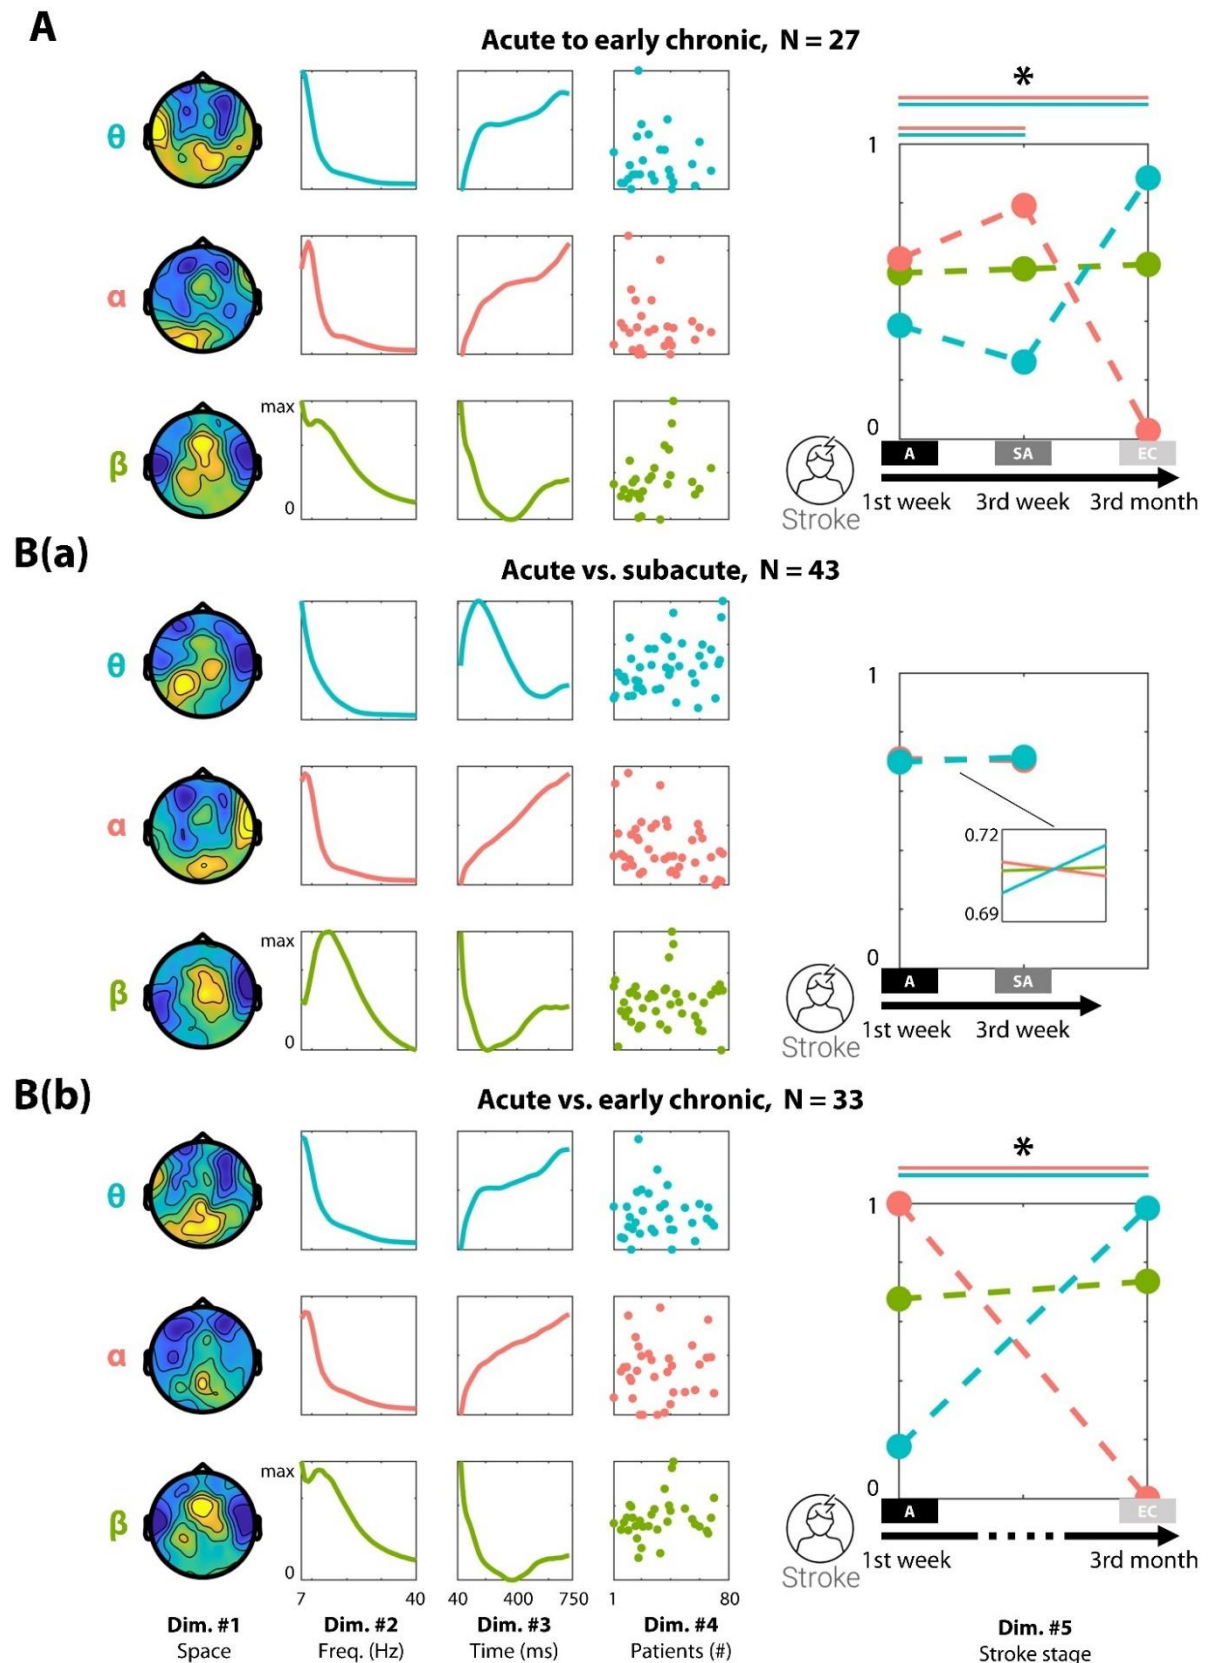 A
Acute to early chronic, N = 27
θ
*
1
α
β
max
0
0
A
SA
EC
Stroke
1st week
3rd week
3rd month
B(a)
Acute vs. subacute, N = 43
θ
1
α
0.72
0.69
β
max
0
0
A
SA
Stroke
1st week
3rd week
B(b)
Acute vs. early chronic, N = 33
θ
*
1
α
β
max
0
0
A
EC
Stroke
1st week
3rd month
7 40
40 400 750
1 80
Dim. #1
Space
Dim. #2
Freq. (Hz)
Dim. #3
Time (ms)
Dim. #4
Patients (#)
Dim. #5
Stroke stage